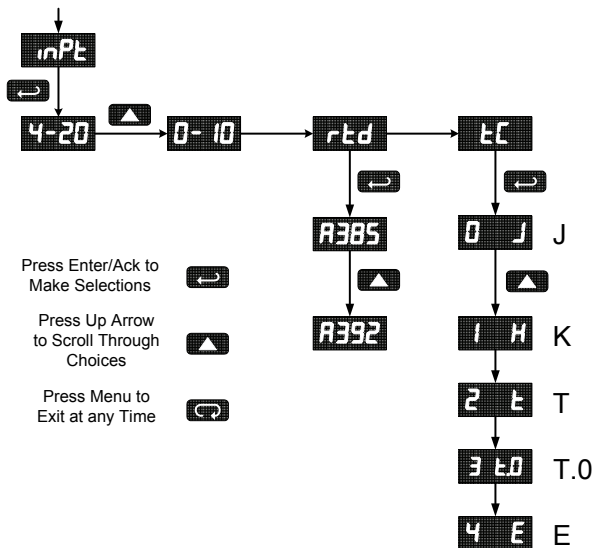 inPt
4-20
0-10
rtd
tC
A385
0 J
J
Press Enter/Ack to
Make Selections
Press Up Arrow
to Scroll Through
Choices
A392
1 H
K
Press Menu to
Exit at any Time
2 t
T
3 t.0
T.0
4 E
E